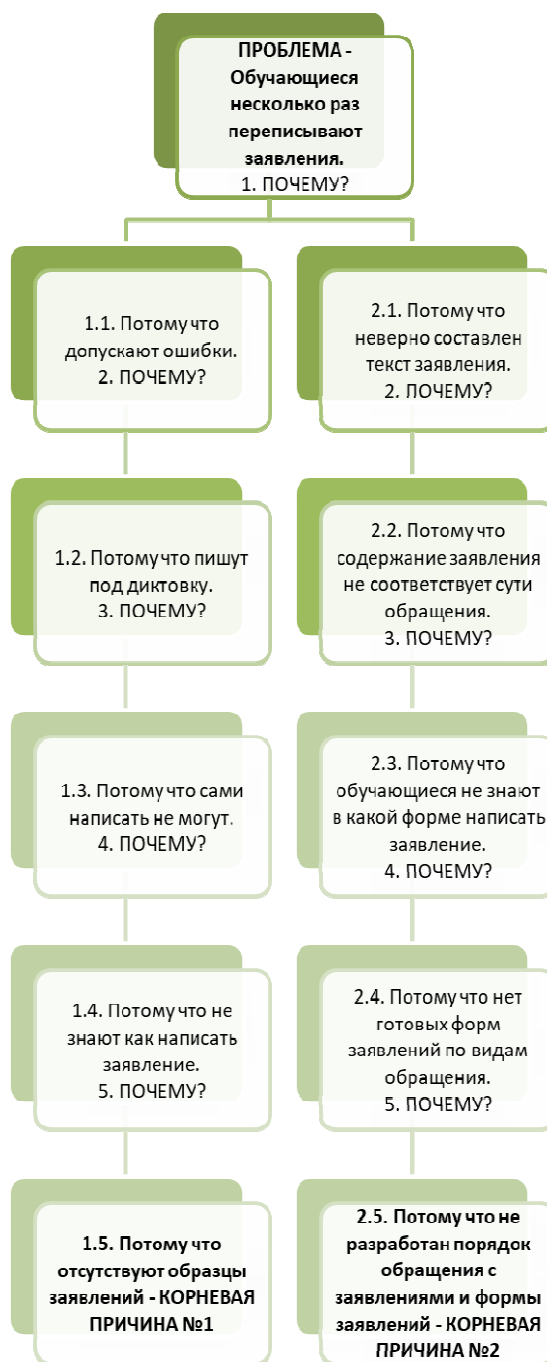 ПРОБЛЕМА -
Обучающиеся
несколько раз
переписывают
заявления.
1. ПОЧЕМУ?
1.1. Потому что
допускают ошибки.
2. ПОЧЕМУ?
2.1. Потому что
неверно составлен
текст заявления.
2. ПОЧЕМУ?
1.2. Потому что пишут
под диктовку.
3. ПОЧЕМУ?
2.2. Потому что
содержание заявления
не соответствует сути
обращения.
3. ПОЧЕМУ?
1.3. Потому что сами
написать не могут.
4. ПОЧЕМУ?
2.3. Потому что
обучающиеся не знают
в какой форме написать
заявление.
4. ПОЧЕМУ?
1.4. Потому что не
знают как написать
заявление.
5. ПОЧЕМУ?
2.4. Потому что нет
готовых форм
заявлений по видам
обращения.
5. ПОЧЕМУ?
1.5. Потому что
отсутствуют образцы
заявлений - КОРНЕВАЯ
ПРИЧИНА №1
2.5. Потому что не
разработан порядок
обращения с
заявлениями и формы
заявлений - КОРНЕВАЯ
ПРИЧИНА №2